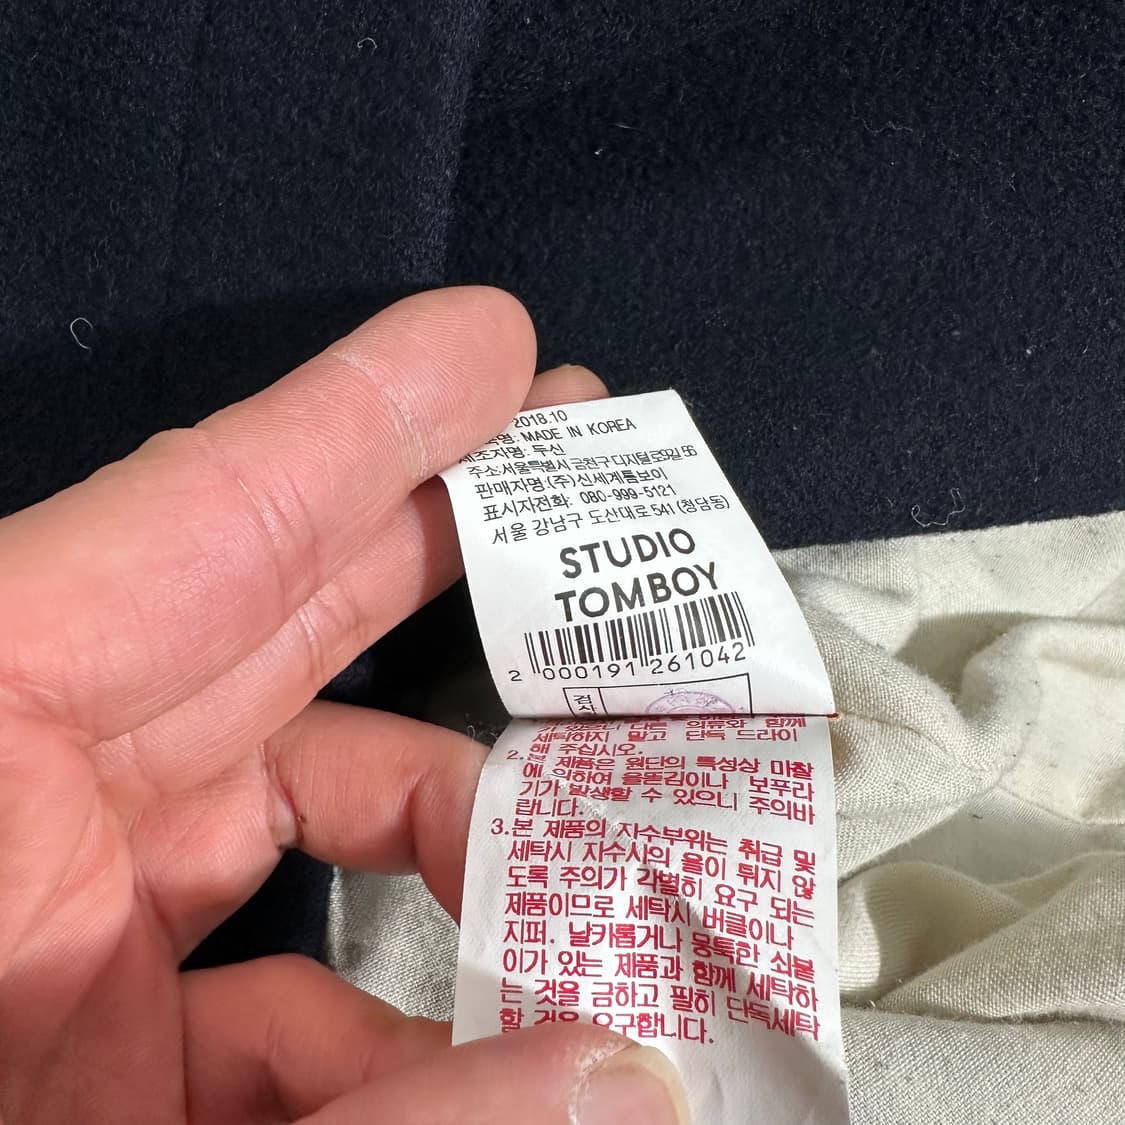 2018.10
MADE IN KOREA
제조자명: 두신
주소:서울특별시 금천구 디지털로9길 56
판매자명:(주)신세계톰보이
표시자전화: 080-999-5121
서울 강남구 도산대로 541 (청담동)
STUDIO
TOMBOY
2 000191 261042
검사
다른 의류와 함께
세탁하지 말고 단독 드라이
해 주십시오.
2.본 제품은 원단의 특성상 마찰
에 의하여 올뜯김이나 보푸라
기가 발생할 수 있으니 주의바
랍니다.
3.본 제품의 자수부위는 취급 및
세탁시 자수시의 올이 튀지 않
도록 주의가 각별히 요구 되는
제품이므로 세탁시 버클이나
지퍼. 날카롭거나 뭉툭한 쇠붙
이가 있는 제품과 함께 세탁하
는 것을 금하고 필히 단독세탁
할 것을 요구합니다.